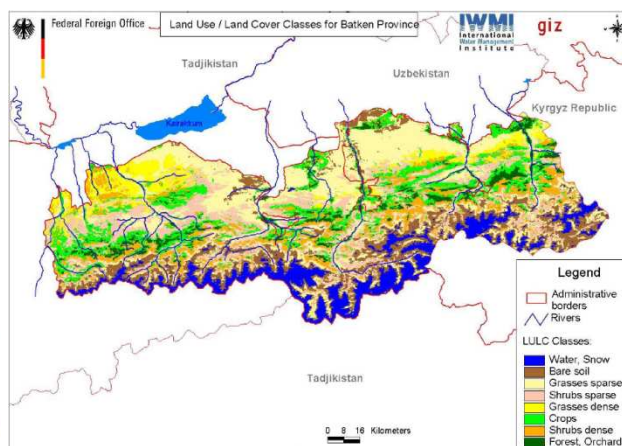 Federal Foreign Office
Land Use / Land Cover Classes for Batken Province
IWMI
International
Water Management
Institute
giz
Tadjikistan
Uzbekistan
Kyrgyz Republic
Tadjikistan
0 8 16 Kilometers
Legend
Administrative
borders
Rivers
LULC Classes:
Water, Snow
Bare soil
Grasses sparse
Shrubs sparse
Grasses dense
Crops
Shrubs dense
Forest, Orchard